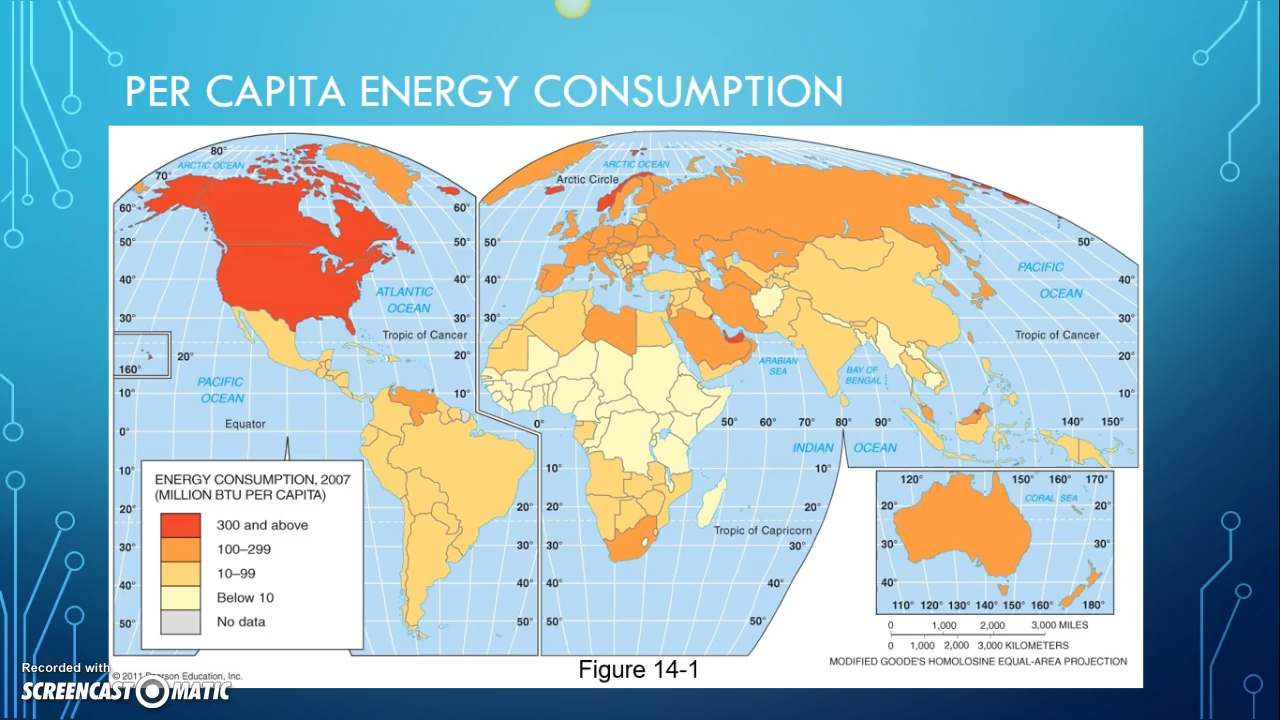 PER CAPITA ENERGY CONSUMPTION
80°
ARCTIC OCEAN
70°
60°
60°
50°
50°
40°
40°
ATLANTIC
OCEAN
30°
30°
Tropic of Cancer
20°
20°
160°
PACIFIC
OCEAN
10°
10°
Equator
0°
10°
20°
30°
30°
20°
40°
40°
50°
50°
10°
ARCTIC OCEAN
Arctic Circle
50°
50°
40°
40°
PACIFIC
OCEAN
30°
30°
Tropic of Cancer
20°
ARABIAN
SEA
BAY OF
BENGAL
10°
0°
50°
60°
70°
80°
90°
140°
150°
INDIAN
OCEAN
10°
10°
20°
20°
Tropic of Capricorn
30°
30°
40°
40°
50°
50°
120°
150°
160°
170°
CORAL SEA
20°
20°
30°
30°
40°
110° 120° 130° 140° 150° 160° 180°
0 1,000 2,000 3,000 MILES
0 1,000 2,000 3,000 KILOMETERS
MODIFIED GOODE'S HOMOLOSINE EQUAL-AREA PROJECTION
ENERGY CONSUMPTION, 2007
(MILLION BTU PER CAPITA)
300 and above
100–299
10–99
Below 10
No data
Figure 14-1
© 2011 Pearson Education, Inc.
Recorded with
SCREENCAST MATIC